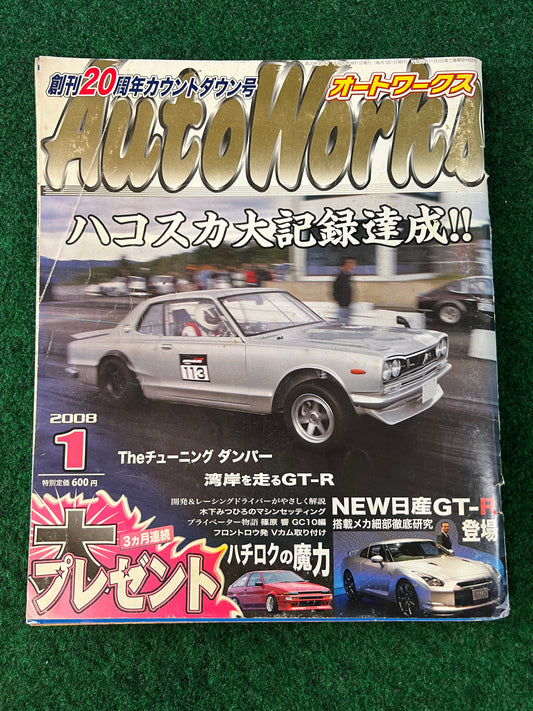 創刊20周年カウントダウン号
オートワークス
AutoWorks
ハコスカ大記録達成!!
113
2008
1
特別定価600円
Theチューニング ダンパー
湾岸を走るGT-R
開発&レーシングドライバーがやさしく解説
木下みつひろのマシンセッティング
プライベーター物語 篠原 響 GC10編
フロントロウ発 Vカム取り付け
NEW日産GT-R
搭載メカ細部徹底研究
登場
3カ月連続
大
プレゼント
ハチロクの魔力